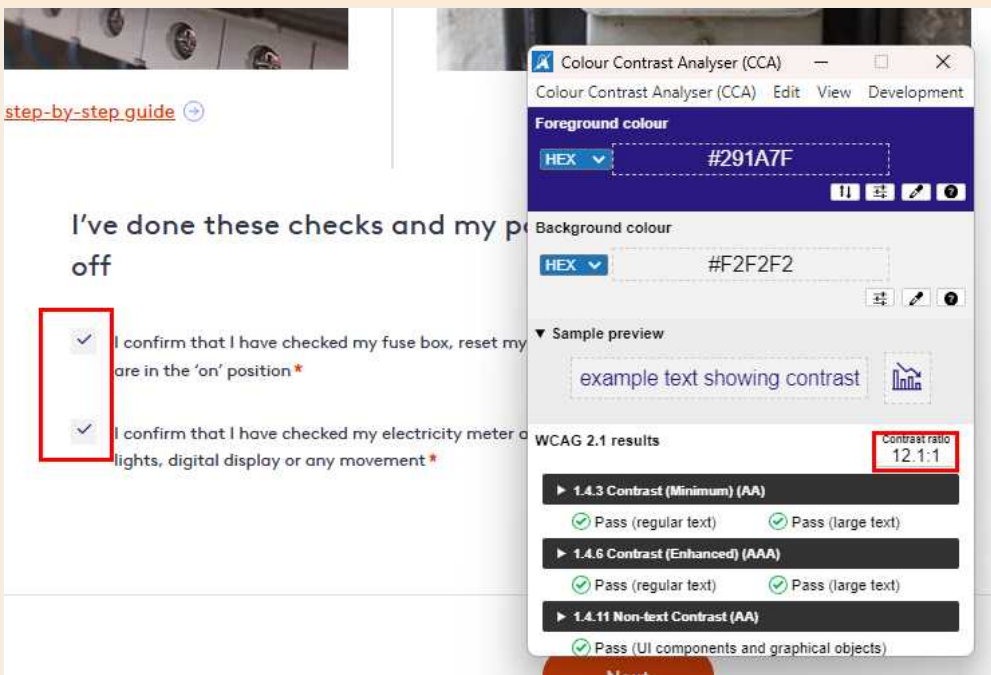 step-by-step guide
I’ve done these checks and my po
off
I confirm that I have checked my fuse box, reset my
are in the ‘on’ position *
I confirm that I have checked my electricity meter
lights, digital display or any movement *
Colour Contrast Analyser (CCA)
Colour Contrast Analyser (CCA) Edit View Development
Foreground colour
HEX #291A7F
Background colour
HEX #F2F2F2
▼ Sample preview
example text showing contrast
WCAG 2.1 results
Contrast ratio
12.1:1
1.4.3 Contrast (Minimum) (AA)
Pass (regular text) Pass (large text)
1.4.6 Contrast (Enhanced) (AAA)
Pass (regular text) Pass (large text)
1.4.11 Non-text Contrast (AA)
Pass (UI components and graphical objects)